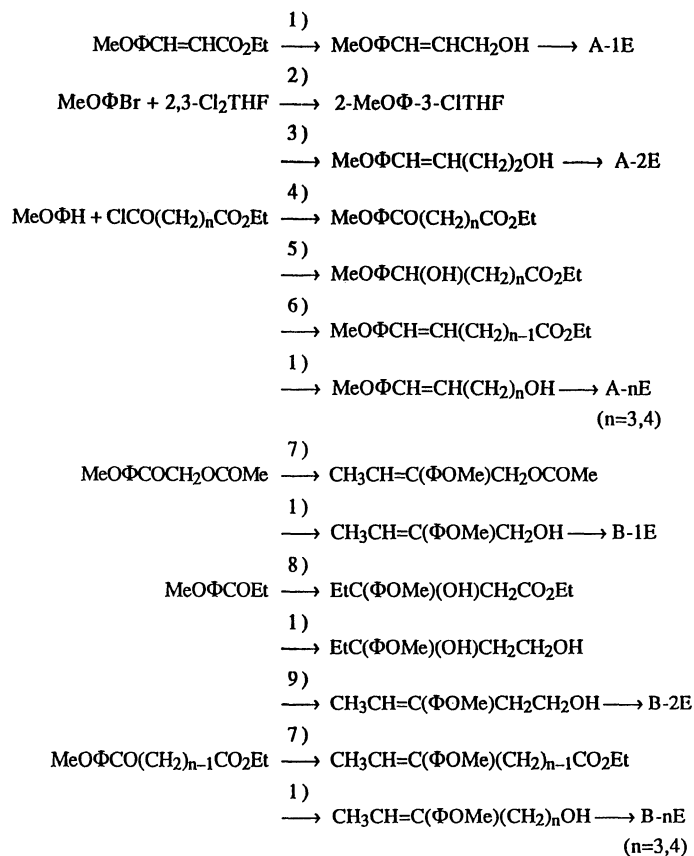 1)
MeOΦCH=CHCO₂Et ⟶ MeOΦCH=CHCH₂OH ⟶ A-1E
2)
MeOΦBr + 2,3-Cl₂THF ⟶ 2-MeOΦ-3-ClTHF
3)
⟶ MeOΦCH=CH(CH₂)₂OH ⟶ A-2E
4)
MeOΦH + ClCO(CH₂)ₙCO₂Et ⟶ MeOΦCO(CH₂)ₙCO₂Et
5)
⟶ MeOΦCH(OH)(CH₂)ₙCO₂Et
6)
⟶ MeOΦCH=CH(CH₂)ₙ₋₁CO₂Et
1)
⟶ MeOΦCH=CH(CH₂)ₙOH ⟶ A-nE
(n=3,4)
7)
MeOΦCOCH₂OCOMe ⟶ CH₃CH=C(ΦOMe)CH₂OCOMe
1)
⟶ CH₃CH=C(ΦOMe)CH₂OH ⟶ B-1E
8)
MeOΦCOEt ⟶ EtC(ΦOMe)(OH)CH₂CO₂Et
1)
⟶ EtC(ΦOMe)(OH)CH₂CH₂OH
9)
⟶ CH₃CH=C(ΦOMe)CH₂CH₂OH ⟶ B-2E
7)
MeOΦCO(CH₂)ₙ₋₁CO₂Et ⟶ CH₃CH=C(ΦOMe)(CH₂)ₙ₋₁CO₂Et
1)
⟶ CH₃CH=C(ΦOMe)(CH₂)ₙOH ⟶ B-nE
(n=3,4)